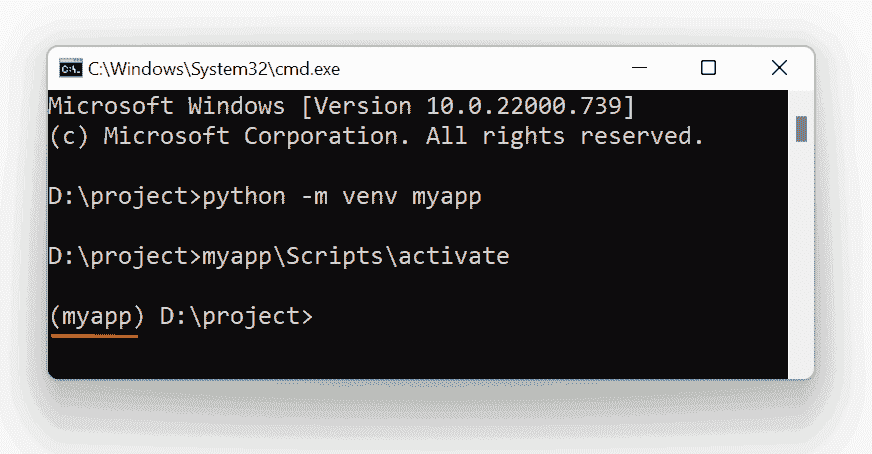 C:\Windows\System32\cmd.exe
Microsoft Windows [Version 10.0.22000.739]
(c) Microsoft Corporation. All rights reserved.
D:\project>python -m venv myapp
D:\project>myapp\Scripts\activate
(myapp) D:\project>